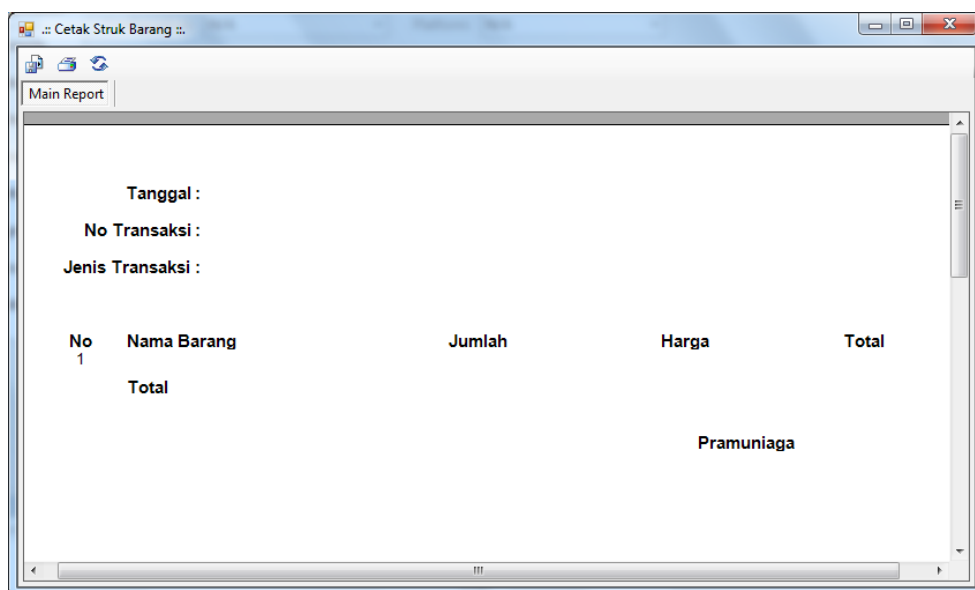 .:: Cetak Struk Barang ::.
Main Report
Tanggal :
No Transaksi :
Jenis Transaksi :
No Nama Barang Jumlah Harga Total
1
Total
Pramuniaga